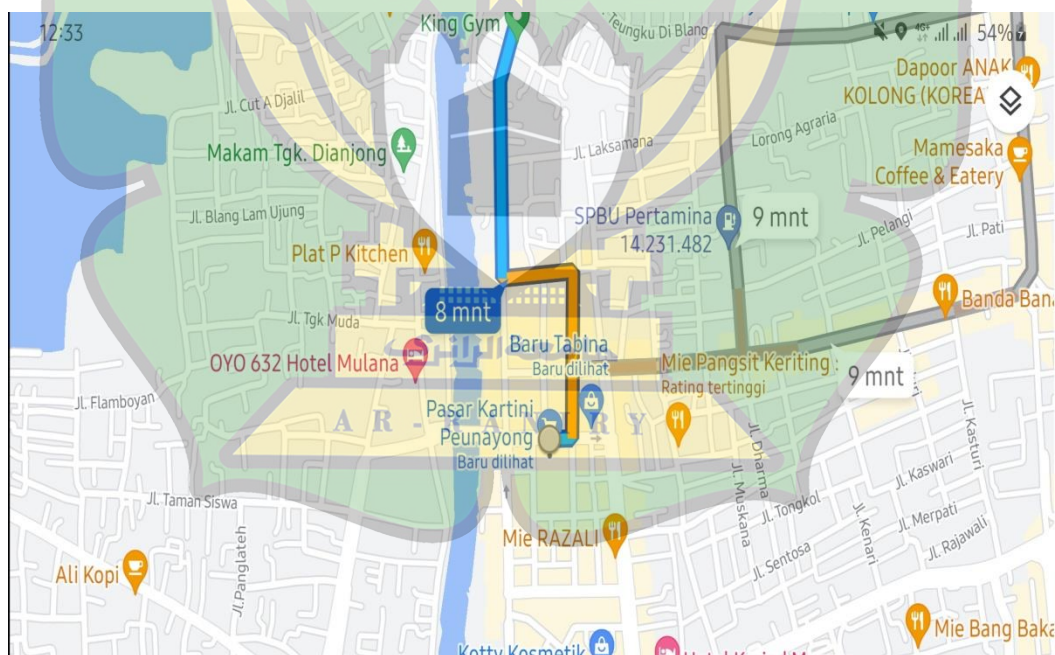 12:33
King Gym
Teungku Di Blang
4G+
54%
Dapoor ANAK
KOLONG (KOREA
Jl. Cut A Djalil
Lorong Agraria
Jl. Laksamana
Makam Tgk. Dianjong
Mamesaka
Coffee & Eatery
Jl. Blang Lam Ujung
SPBU Pertamina
14.231.482
9 mnt
Jl. Pelangi
Jl. Pati
Plat P Kitchen
8 mnt
Banda Band
Jl. Tgk Muda
Baru Tabina
Baru dilihat
OYO 632 Hotel Mulana
Mie Pangsit Keriting :
Rating tertinggi
9 mnt
Jl. Flamboyan
Pasar Kartini
Peunayong
Baru dilihat
AR-RANIRY
Jl. Dharma
Jl. Muskana
Jl. Kasturi
Jl. Kaswari
Jl. Taman Siswa
Jl. Tongkol
Jl. Kenari
Jl. Merpati
Jl. Rajawali
Mie RAZALI
Jl. Sentosa
Ali Kopi
Jl.Panglateh
Mie Bang Baka
Kotty Kosmetik